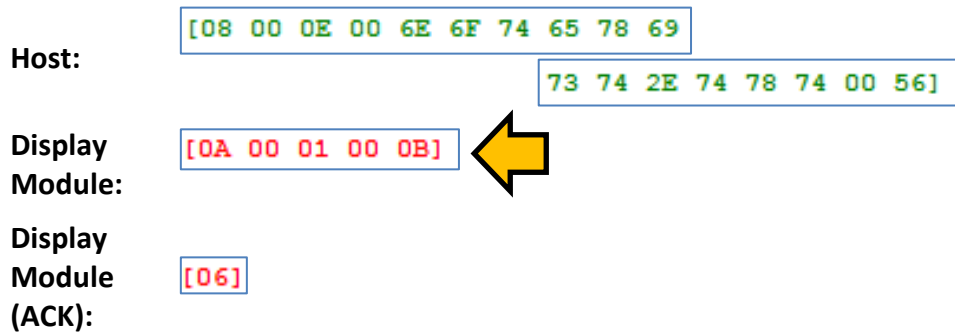 Host:
[08 00 0E 00 6E 6F 74 65 78 69
73 74 2E 74 78 74 00 56]
Display
Module:
[0A 00 01 00 0B]
Display
Module
(ACK):
[06]